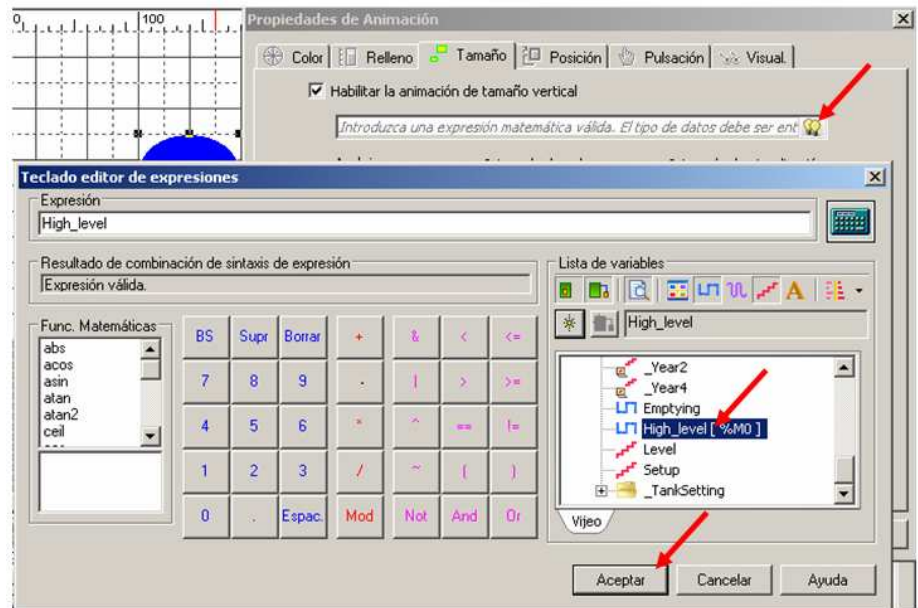 0
100
Propiedades de Animación
Color Relleno Tamaño Posición Pulsación Visual.
Habilitar la animación de tamaño vertical
Introduzca una expresión matemática válida. El tipo de datos debe ser ent
Teclado editor de expresiones
Expresión
High_level
Resultado de combinación de sintaxis de expresión
Expresión válida.
Lista de variables
A
High_level
Func. Matemáticas
abs
acos
asin
atan
atan2
ceil
BS Supr Borrar + & < <=
7 8 9 - | > >=
4 5 6 * ^ == !=
1 2 3 / ~ ( )
0 . Espac. Mod Not And Or
_Year2
_Year4
Emptying
High_level [ %M0 ]
Level
Setup
_TankSetting
Vijeo
Aceptar Cancelar Ayuda